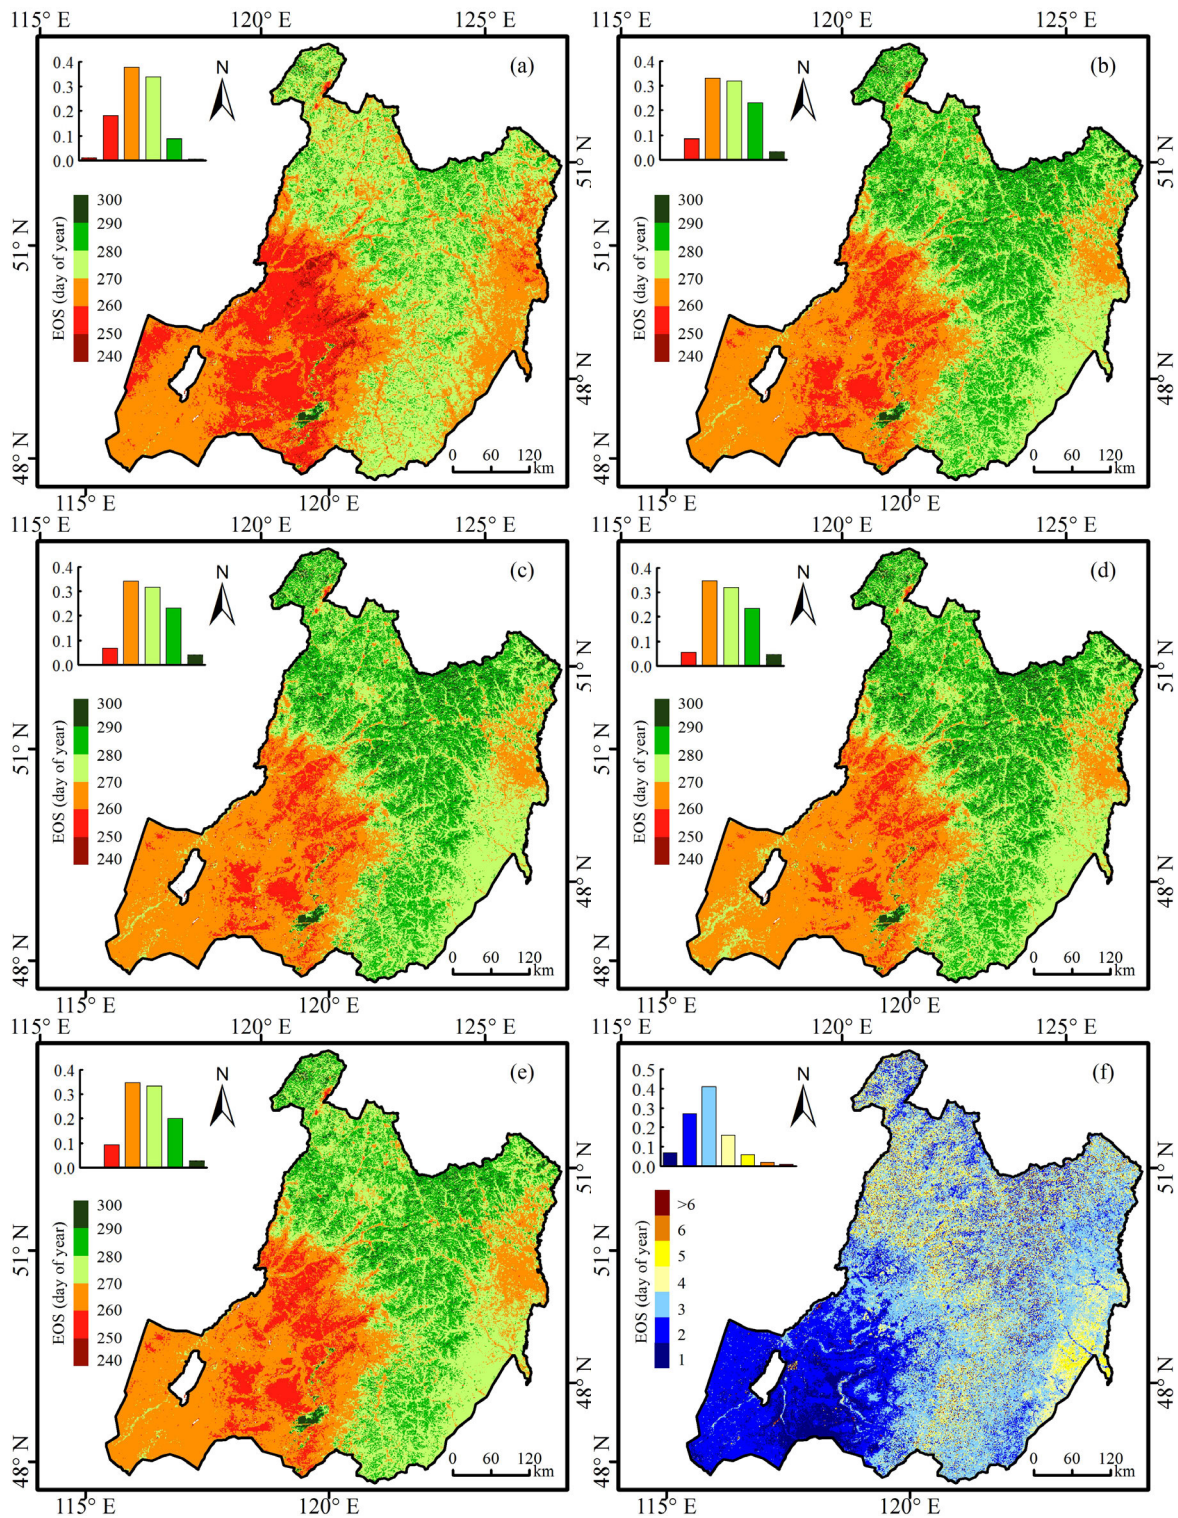 115° E 120° E 125° E
115° E 120° E 125° E
(a)
N
0.4
0.3
0.2
0.1
0.0
EOS (day of year)
300
290
280
270
260
250
240
51° N
48° N
51° N
48° N
0 60 120
km
(b)
N
0.4
0.3
0.2
0.1
0.0
EOS (day of year)
300
290
280
270
260
250
240
51° N
48° N
0 60 120
km
115° E 120° E
115° E 120° E
115° E 120° E 125° E
115° E 120° E 125° E
(c)
N
0.4
0.3
0.2
0.1
0.0
EOS (day of year)
300
290
280
270
260
250
240
51° N
48° N
51° N
48° N
0 60 120
km
(d)
N
0.4
0.3
0.2
0.1
0.0
EOS (day of year)
300
290
280
270
260
250
240
51° N
48° N
0 60 120
km
115° E 120° E
115° E 120° E
115° E 120° E 125° E
115° E 120° E 125° E
(e)
N
0.4
0.3
0.2
0.1
0.0
EOS (day of year)
300
290
280
270
260
250
240
51° N
48° N
51° N
48° N
0 60 120
km
(f)
N
0.5
0.4
0.3
0.2
0.1
0.0
EOS (day of year)
>6
6
5
4
3
2
1
51° N
48° N
0 60 120
km
115° E 120° E
115° E 120° E